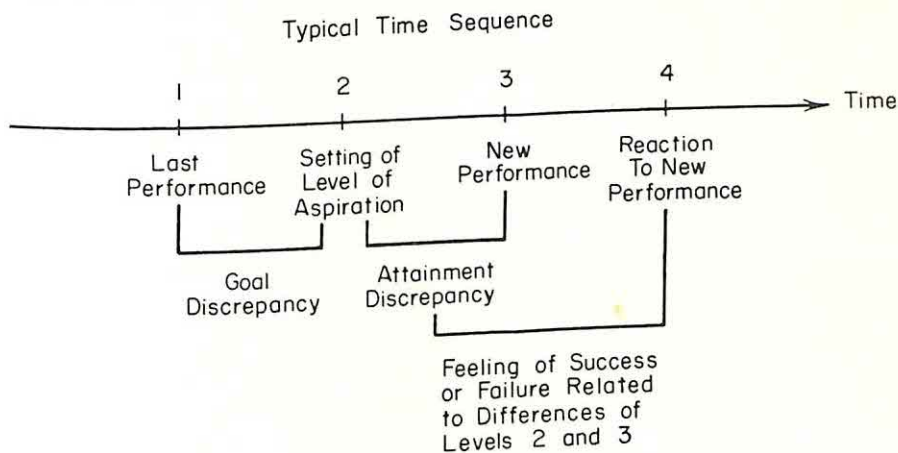 Typical Time Sequence
1 2 3 4
Time
Last
Performance
Setting of
Level of
Aspiration
New
Performance
Reaction
To New
Performance
Goal
Discrepancy
Attainment
Discrepancy
Feeling of Success
or Failure Related
to Differences of
Levels 2 and 3